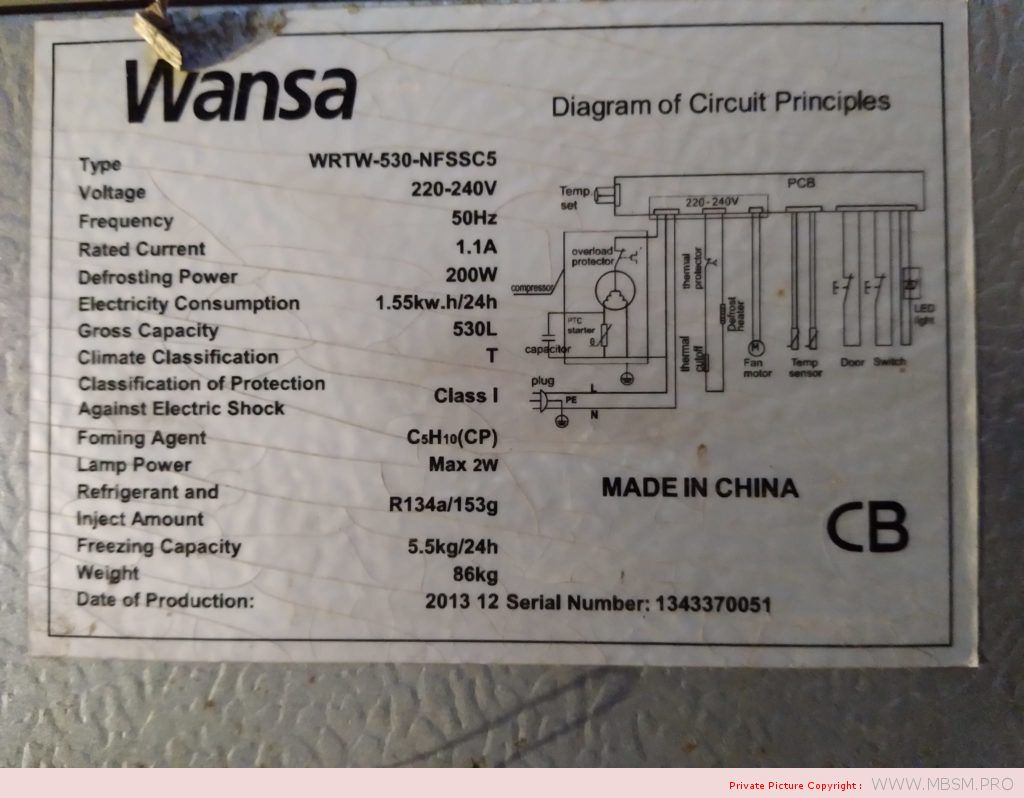 Wansa
Diagram of Circuit Principles
Type WRTW-530-NFSSC5
Voltage 220-240V
Frequency 50Hz
Rated Current 1.1A
Defrosting Power 200W
Electricity Consumption 1.55kw.h/24h
Gross Capacity 530L
Climate Classification T
Classification of Protection
Against Electric Shock Class I
Foming Agent C₅H₁₀(CP)
Lamp Power Max 2W
Refrigerant and
Inject Amount R134a/153g
Freezing Capacity 5.5kg/24h
Weight 86kg
Date of Production: 2013 12 Serial Number: 1343370051
Temp
set
PCB
220-240V
overload
protector
compressor
PTC
starter
θ
capacitor
thermal
protector
thermal
cutoff
Defrost
heater
M
Fan
motor
Temp
sensor
Door Switch
LED
light
plug
L
PE
N
MADE IN CHINA
CB
Private Picture Copyright : WWW.MBSM.PRO